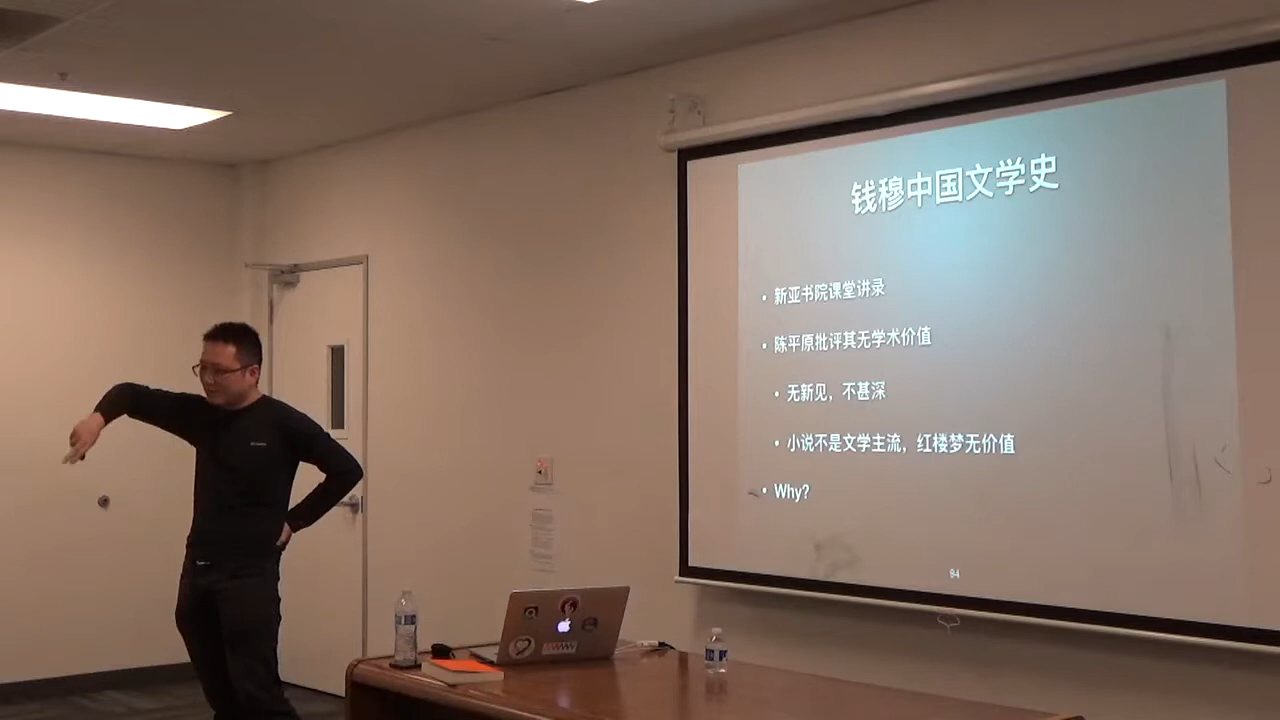 钱穆中国文学史
• 新亚书院课堂讲录
• 陈平原批评其无学术价值
• 无新见，不甚深
• 小说不是文学主流，红楼梦无价值
• Why?
94